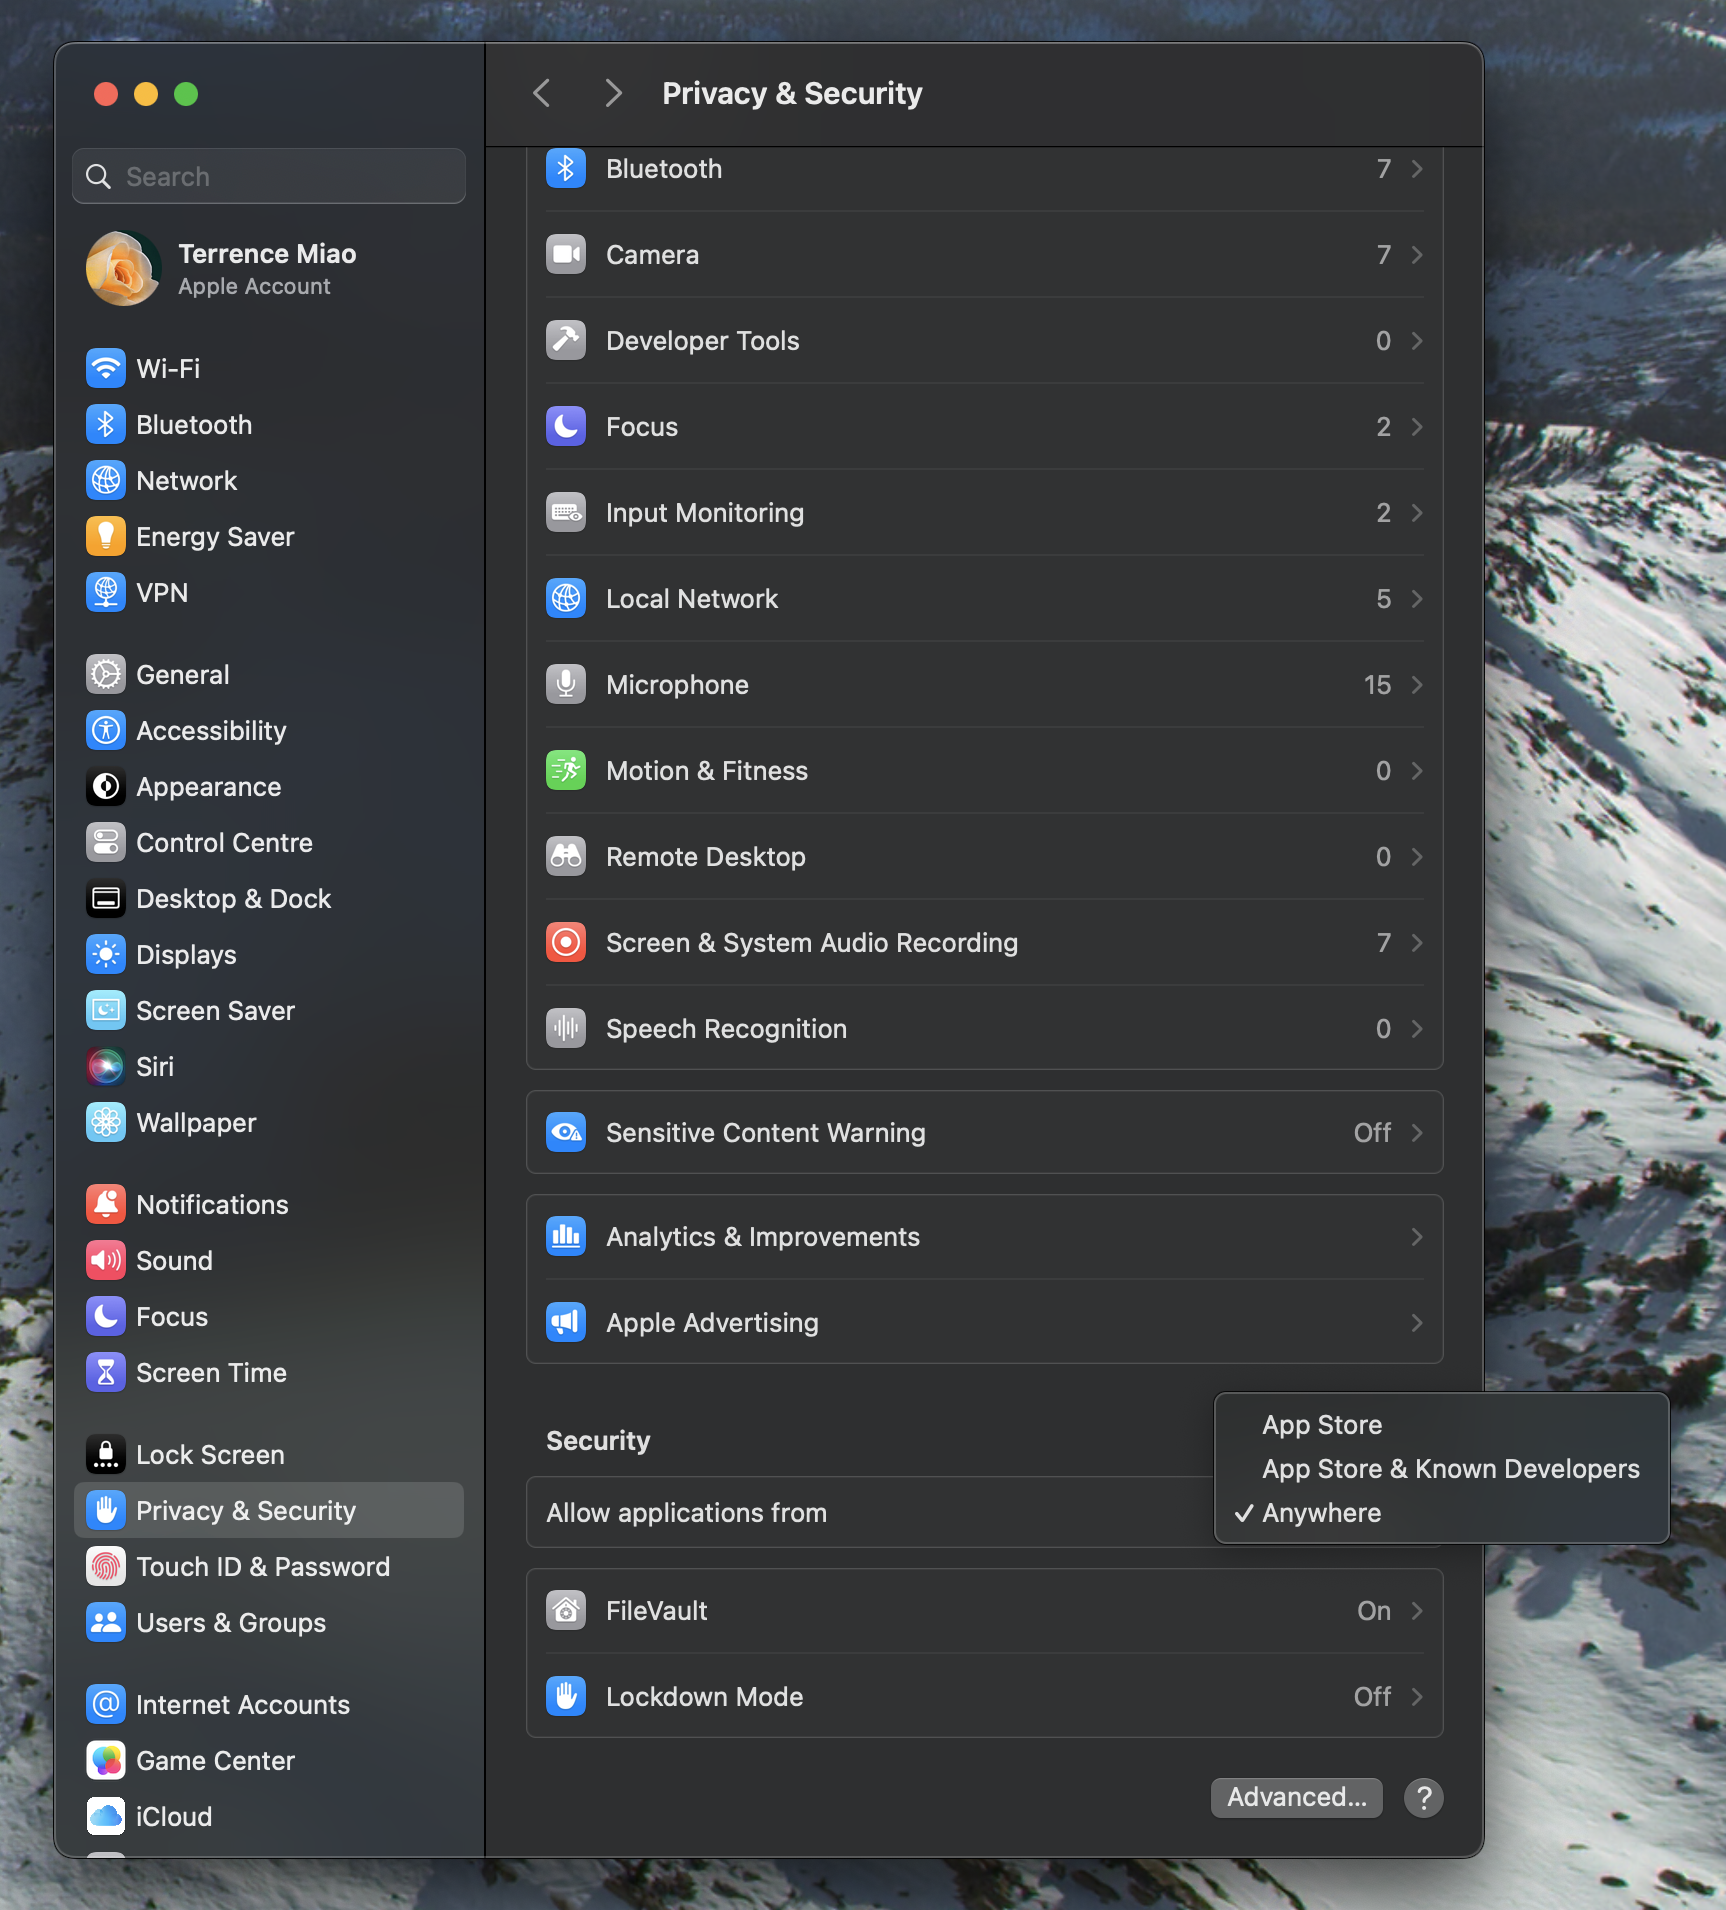 Privacy & Security
Search
Terrence Miao
Apple Account
Wi-Fi
Bluetooth
Network
Energy Saver
VPN
General
Accessibility
Appearance
Control Centre
Desktop & Dock
Displays
Screen Saver
Siri
Wallpaper
Notifications
Sound
Focus
Screen Time
Lock Screen
Privacy & Security
Touch ID & Password
Users & Groups
Internet Accounts
Game Center
iCloud
Bluetooth 7
Camera 7
Developer Tools 0
Focus 2
Input Monitoring 2
Local Network 5
Microphone 15
Motion & Fitness 0
Remote Desktop 0
Screen & System Audio Recording 7
Speech Recognition 0
Sensitive Content Warning Off
Analytics & Improvements
Apple Advertising
Security
Allow applications from
App Store
App Store & Known Developers
✓ Anywhere
FileVault On
Lockdown Mode Off
Advanced...
?